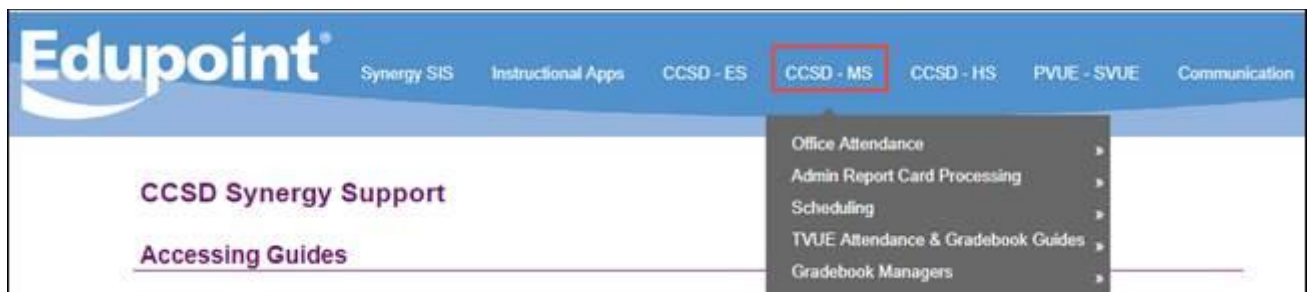 Edupoint®
Synergy SIS Instructional Apps CCSD - ES CCSD - MS CCSD - HS PVUE - SVUE Communication
Office Attendance »
Admin Report Card Processing »
Scheduling »
TVUE Attendance & Gradebook Guides »
Gradebook Managers »
CCSD Synergy Support
Accessing Guides